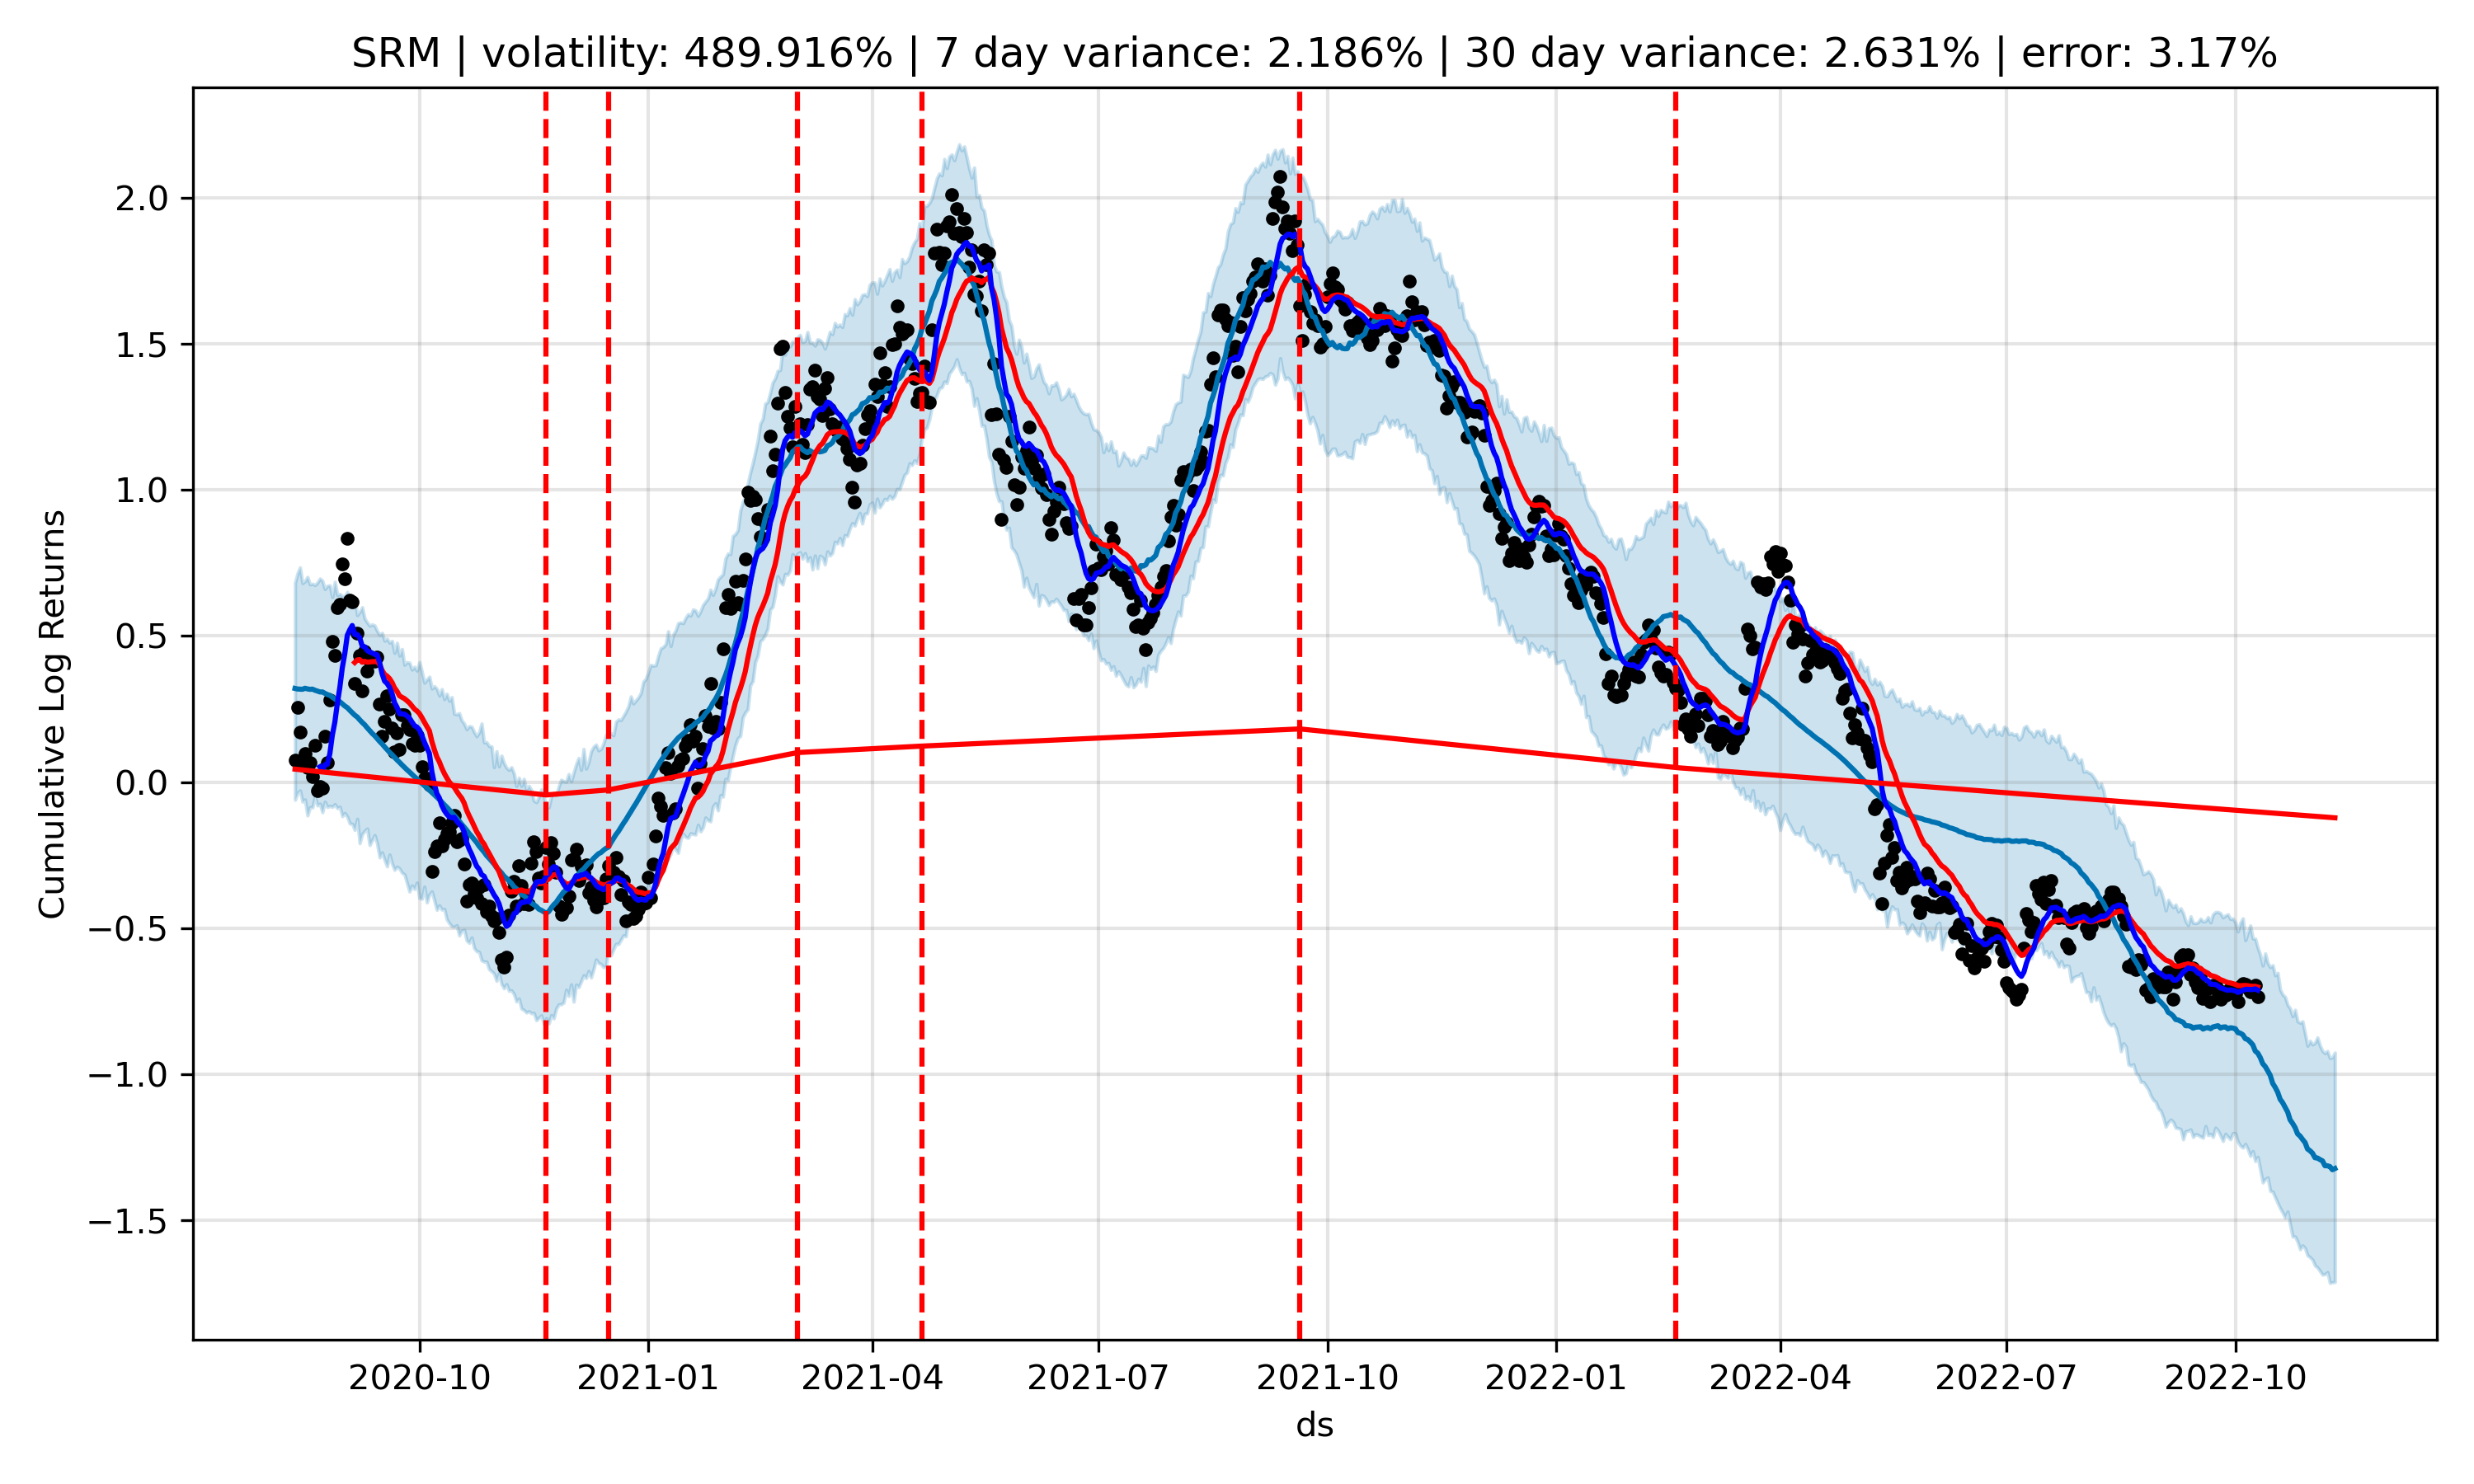 SRM | volatility: 489.916% | 7 day variance: 2.186% | 30 day variance: 2.631% | error: 3.17%
Cumulative Log Returns
2.0
1.5
1.0
0.5
0.0
−0.5
−1.0
−1.5
2020-10 2021-01 2021-04 2021-07 2021-10 2022-01 2022-04 2022-07 2022-10
ds